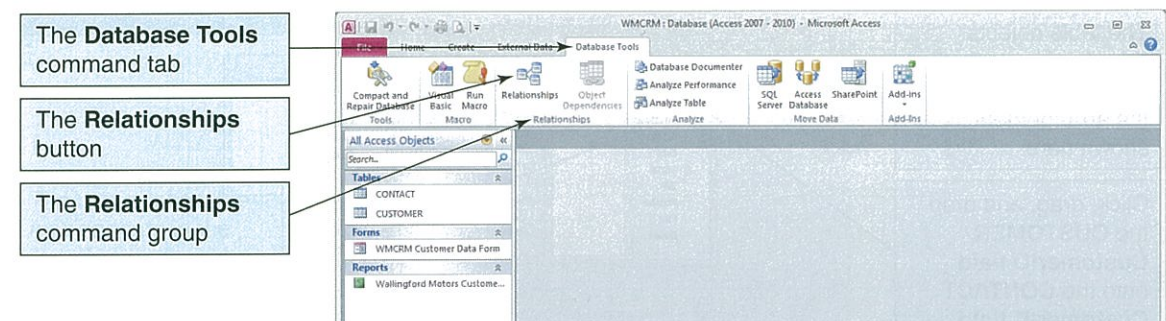 The Database Tools
command tab
The Relationships
button
The Relationships
command group
WMCRM : Database (Access 2007 - 2010) - Microsoft Access
File Home Create External Data Database Tools
Compact and
Repair Database
Visual
Basic
Run
Macro
Relationships
Object
Dependencies
Database Documenter
Analyze Performance
Analyze Table
SQL
Server
Access
Database
SharePoint
Add-ins
Tools Macro Relationships Analyze Move Data Add-Ins
All Access Objects
Search...
Tables
CONTACT
CUSTOMER
Forms
WMCRM Customer Data Form
Reports
Wallingford Motors Custome...